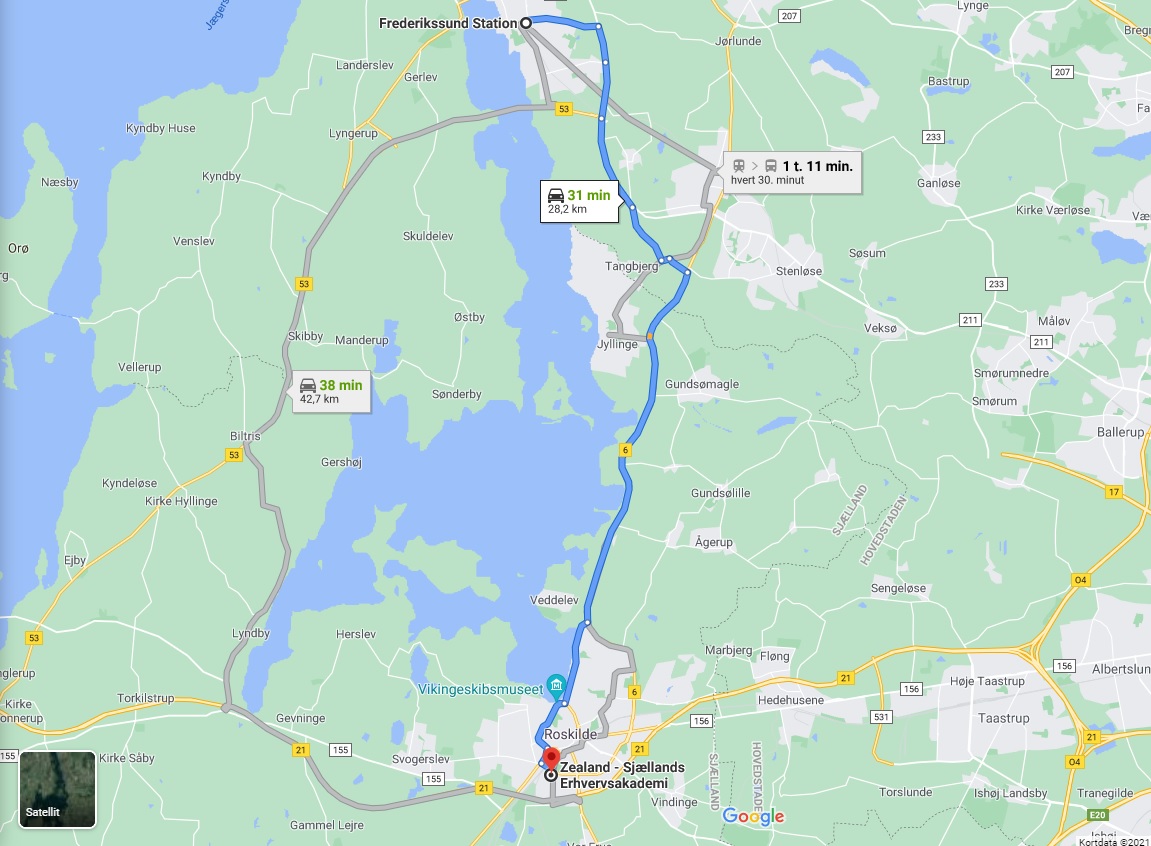 Jægers
Frederikssund Station
207
Lynge
Bregn
Jørlunde
Landerslev
Gerlev
207
Bastrup
53
Fa
Kyndby Huse
Lyngerup
233
1 t. 11 min.
hvert 30. minut
Næsby
Kyndby
Ganløse
31 min
28,2 km
Kirke Værløse
Orø
Venslev
Skuldelev
Søsum
Tangbjerg
Stenløse
53
233
Østby
211
Måløv
Veksø
Skibby
Manderup
Jyllinge
211
Vellerup
Smørumnedre
38 min
42,7 km
Gundsømagle
Sønderby
Smørum
Biltris
Ballerup
53
6
Gershøj
Kyndeløse
Kirke Hyllinge
Gundsølille
17
SJÆLLAND
HOVEDSTADEN
Ågerup
Ejby
O4
Sengeløse
Veddelev
53
Lyndby
Herslev
Marbjerg
Fløng
156
Albertslun
nglerup
21
Høje Taastrup
Vikingeskibsmuseet
6
156
Torkilstrup
Hedehusene
Kirke
onnerup
Gevninge
531
Taastrup
156
Roskilde
21
155
21
155
Kirke Såby
Svogerslev
21
O4
Zealand - Sjællands
Erhvervsakademi
155
21
SJÆLLAND
HOVEDSTADE
Torslunde
Ishøj Landsby
Tranegilde
Vindinge
Satellit
Google
E20
Gammel Lejre
Kortdata ©2021